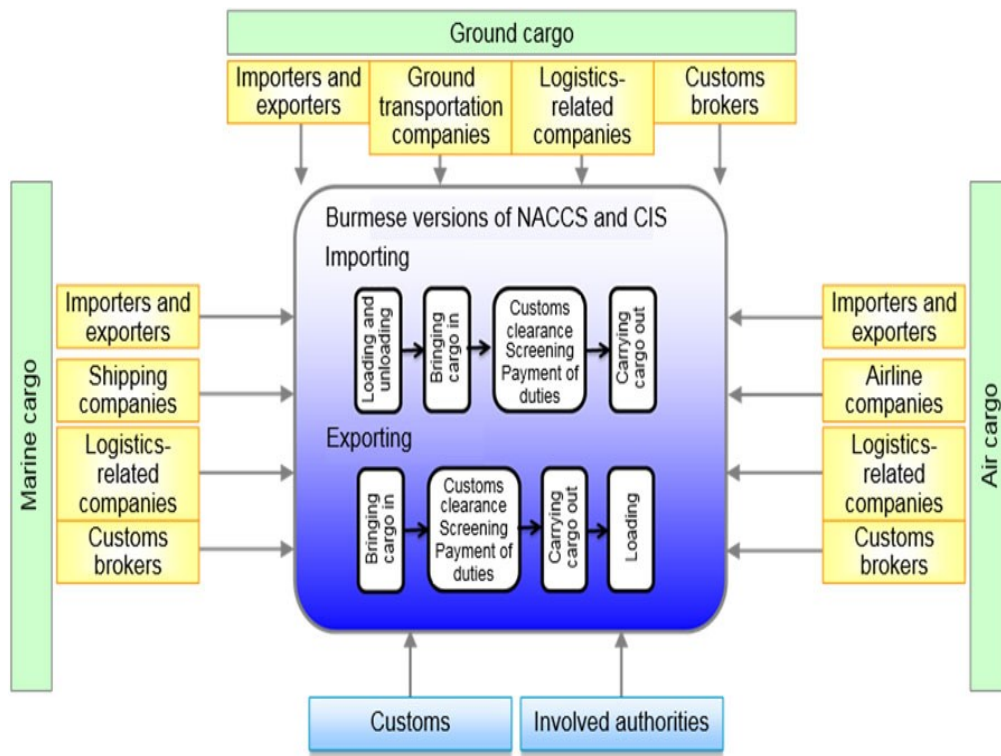 Ground cargo
Importers and
exporters
Ground
transportation
companies
Logistics-
related
companies
Customs
brokers
Marine cargo
Importers and
exporters
Shipping
companies
Logistics-
related
companies
Customs
brokers
Burmese versions of NACCS and CIS
Importing
Loading and
unloading
Bringing
cargo in
Customs
clearance
Screening
Payment of
duties
Carrying
cargo out
Exporting
Bringing
cargo in
Customs
clearance
Screening
Payment of
duties
Carrying
cargo out
Loading
Importers and
exporters
Airline
companies
Logistics-
related
companies
Customs
brokers
Air cargo
Customs
Involved authorities